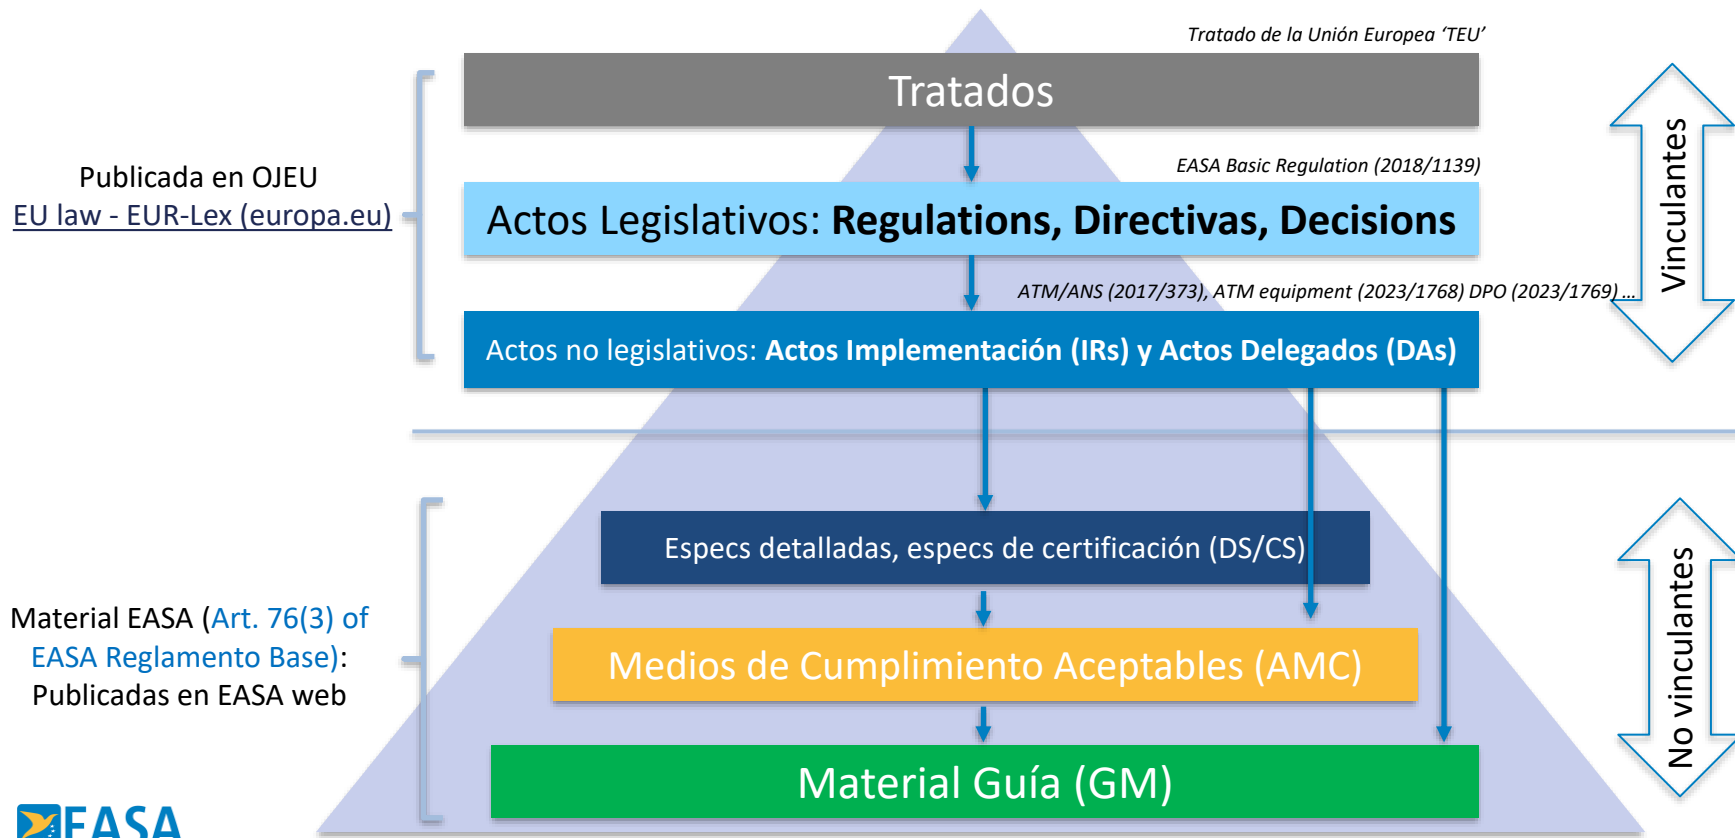 Tratado de la Unión Europea ‘TEU’
Tratados
Publicada en OJEU
EU law - EUR-Lex (europa.eu)
EASA Basic Regulation (2018/1139)
Actos Legislativos: Regulations, Directivas, Decisions
ATM/ANS (2017/373), ATM equipment (2023/1768) DPO (2023/1769) ...
Actos no legislativos: Actos Implementación (IRs) y Actos Delegados (DAs)
Vinculantes
Especs detalladas, especs de certificación (DS/CS)
Material EASA (Art. 76(3) of
EASA Reglamento Base):
Publicadas en EASA web
Medios de Cumplimiento Aceptables (AMC)
Material Guía (GM)
No vinculantes
EASA